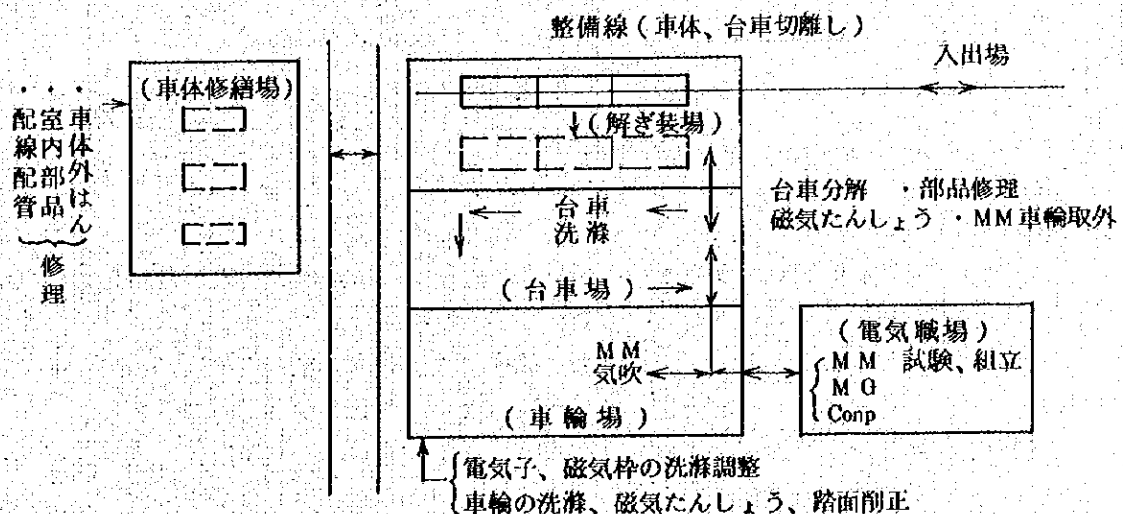 整備線(車体、台車切離し)
入出場
(車体修繕場)
・車体外はん
・室内部品
・配線配管
修理
(解ぎ装場)
台車
洗滌
台車分解 ・部品修理
磁気たんしょう・MM車輪取外
(台車場)
(電気職場)
MM 試験、組立
MG
Conp
MM
気吹
(車輪場)
電気子、磁気枠の洗滌調整
車輪の洗滌、磁気たんしょう、踏面削正